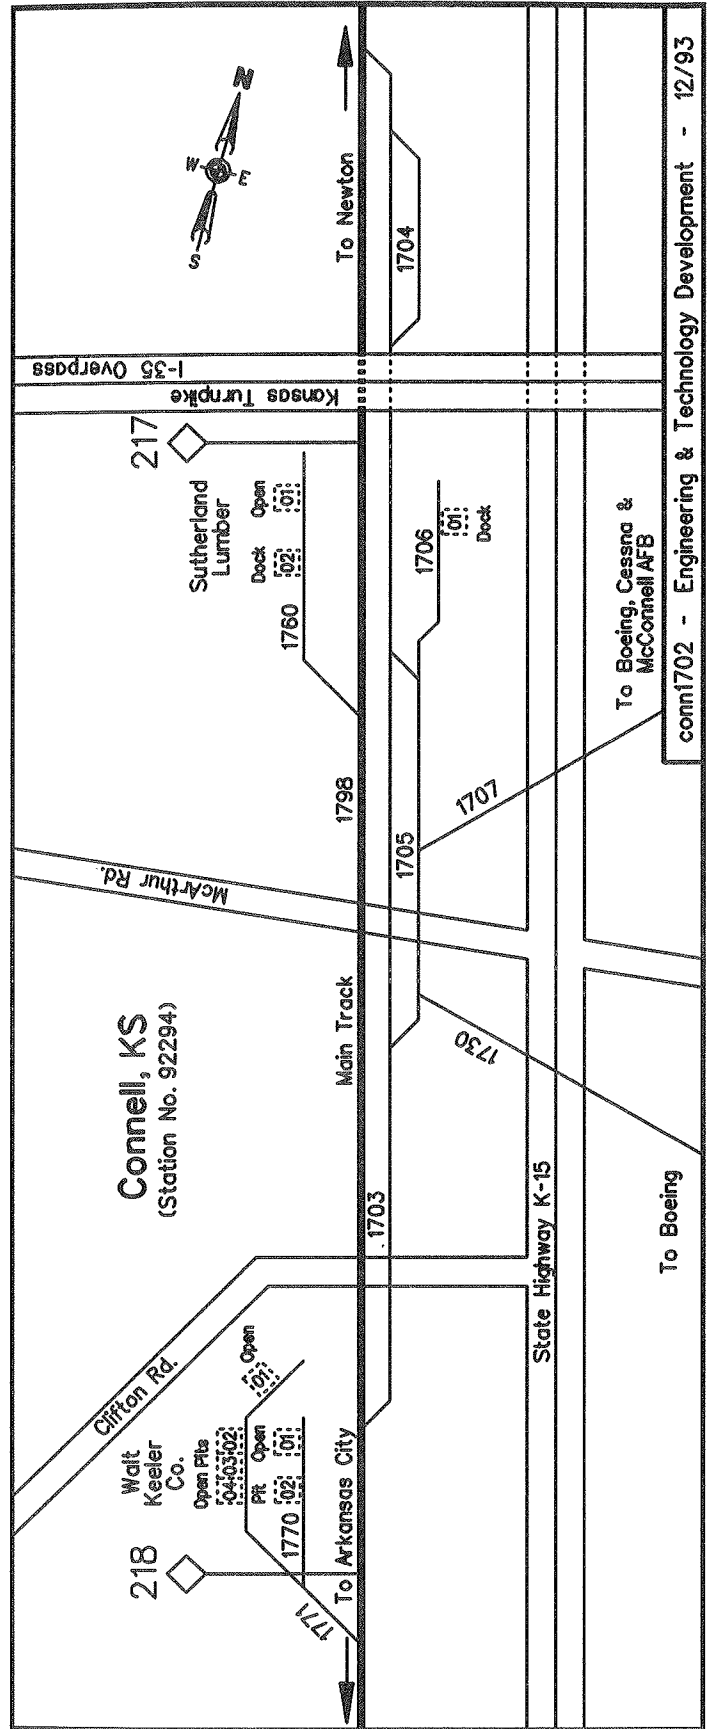 Connell, KS
(Station No. 92294)
218
Walt
Keeler
Co.
Open Pits
04 03 02
Open
01
Pit
02
Open
01
1770
1771
To Arkansas City
Clifton Rd.
1703
Main Track
1798
McArthur Rd.
1760
Sutherland
Lumber
Dock
02
Open
01
217
Kansas Turnpike
I-35 Overpass
To Newton
N
W
E
S
1704
1705
1706
01
Dock
1707
1730
State Highway K-15
To Boeing
To Boeing, Cessna &
McConnell AFB
conn1702 - Engineering & Technology Development - 12/93